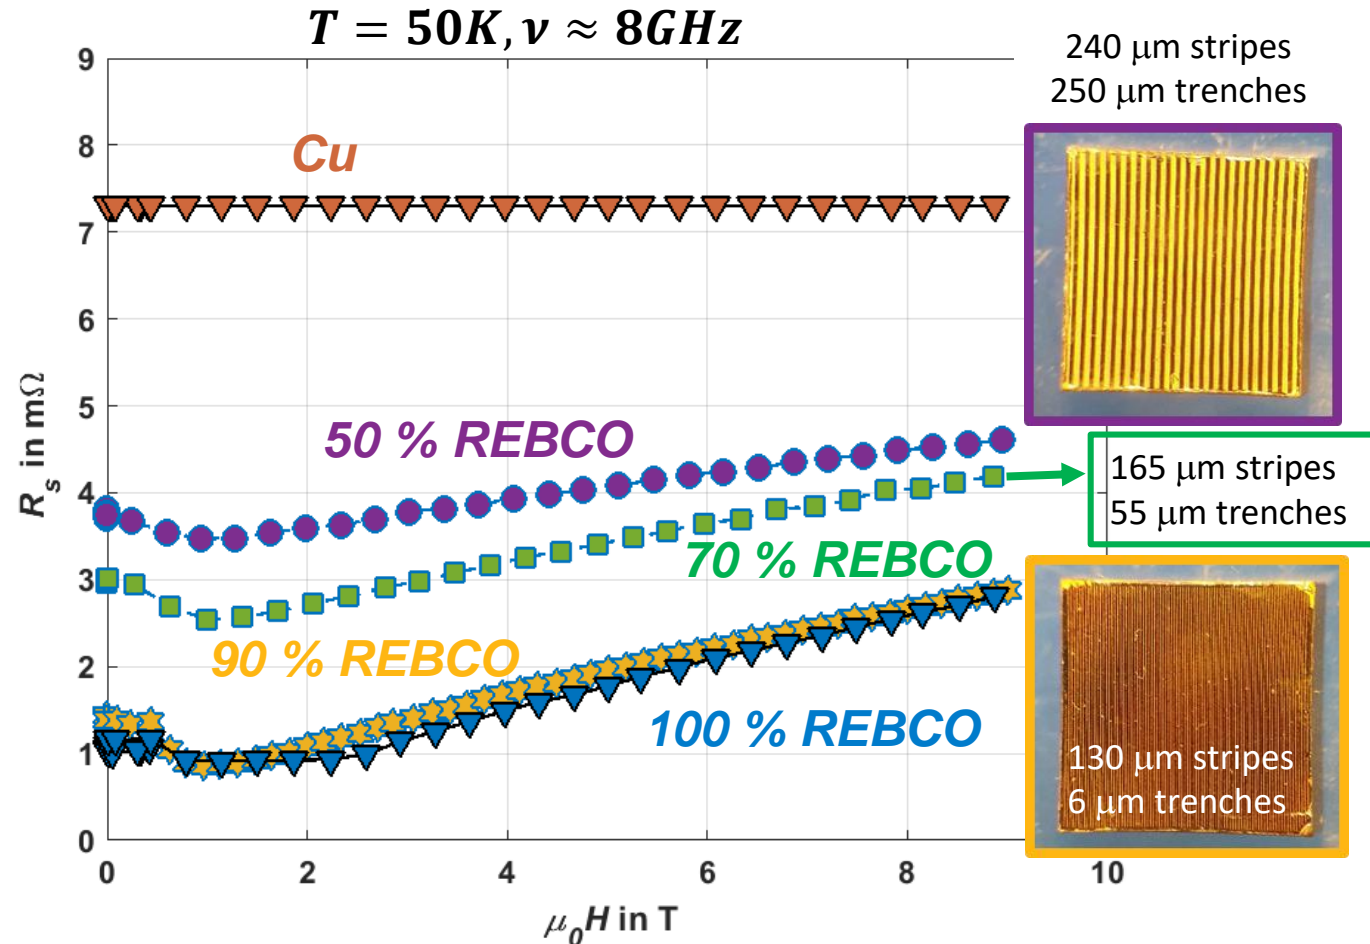 T = 50K, ν ≈ 8GHz
9
8
7
6
5
4
3
2
1
0
R_s in mΩ
0
2
4
6
8
10
μ₀H in T
Cu
50 % REBCO
70 % REBCO
90 % REBCO
100 % REBCO
240 μm stripes
250 μm trenches
165 μm stripes
55 μm trenches
130 μm stripes
6 μm trenches